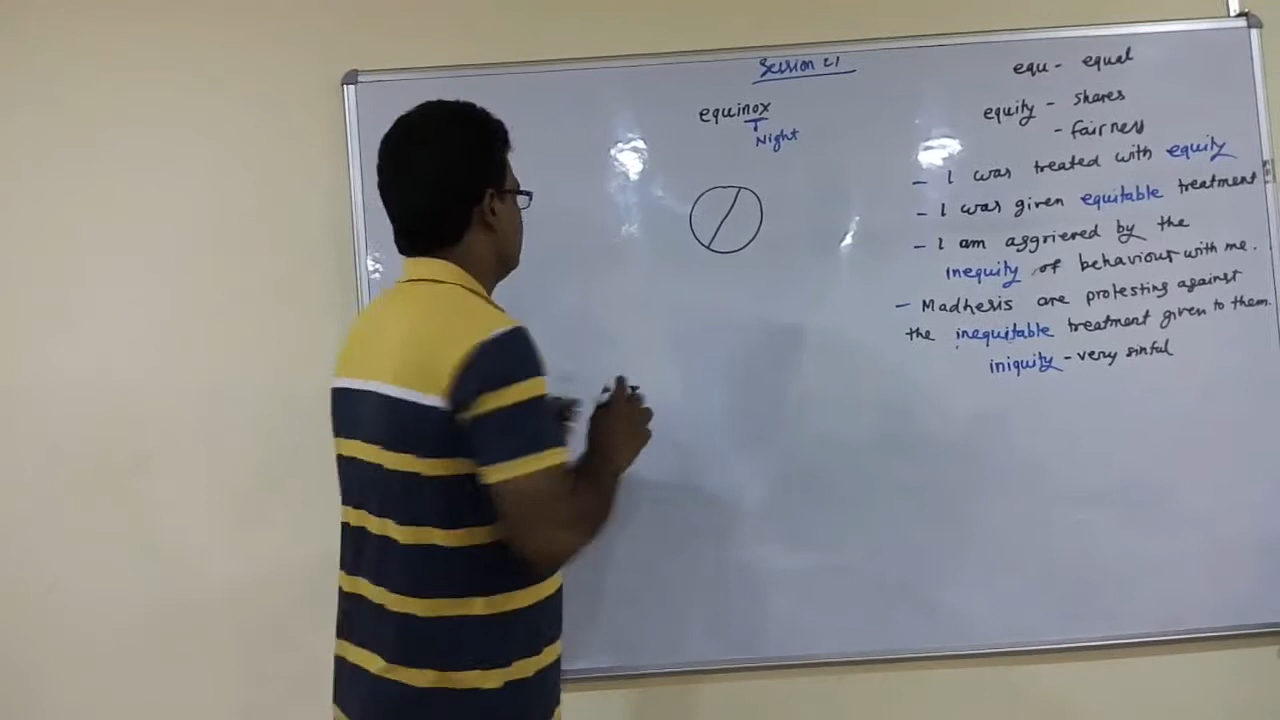 Session 21
equinox
Night
equ - equal
equity - shares
- fairness
- I was treated with equity
- I was given equitable treatment
- I am aggrieved by the
inequity of behaviour with me.
- Madhesis are protesting against
the inequitable treatment given to them.
iniquity - very sinful